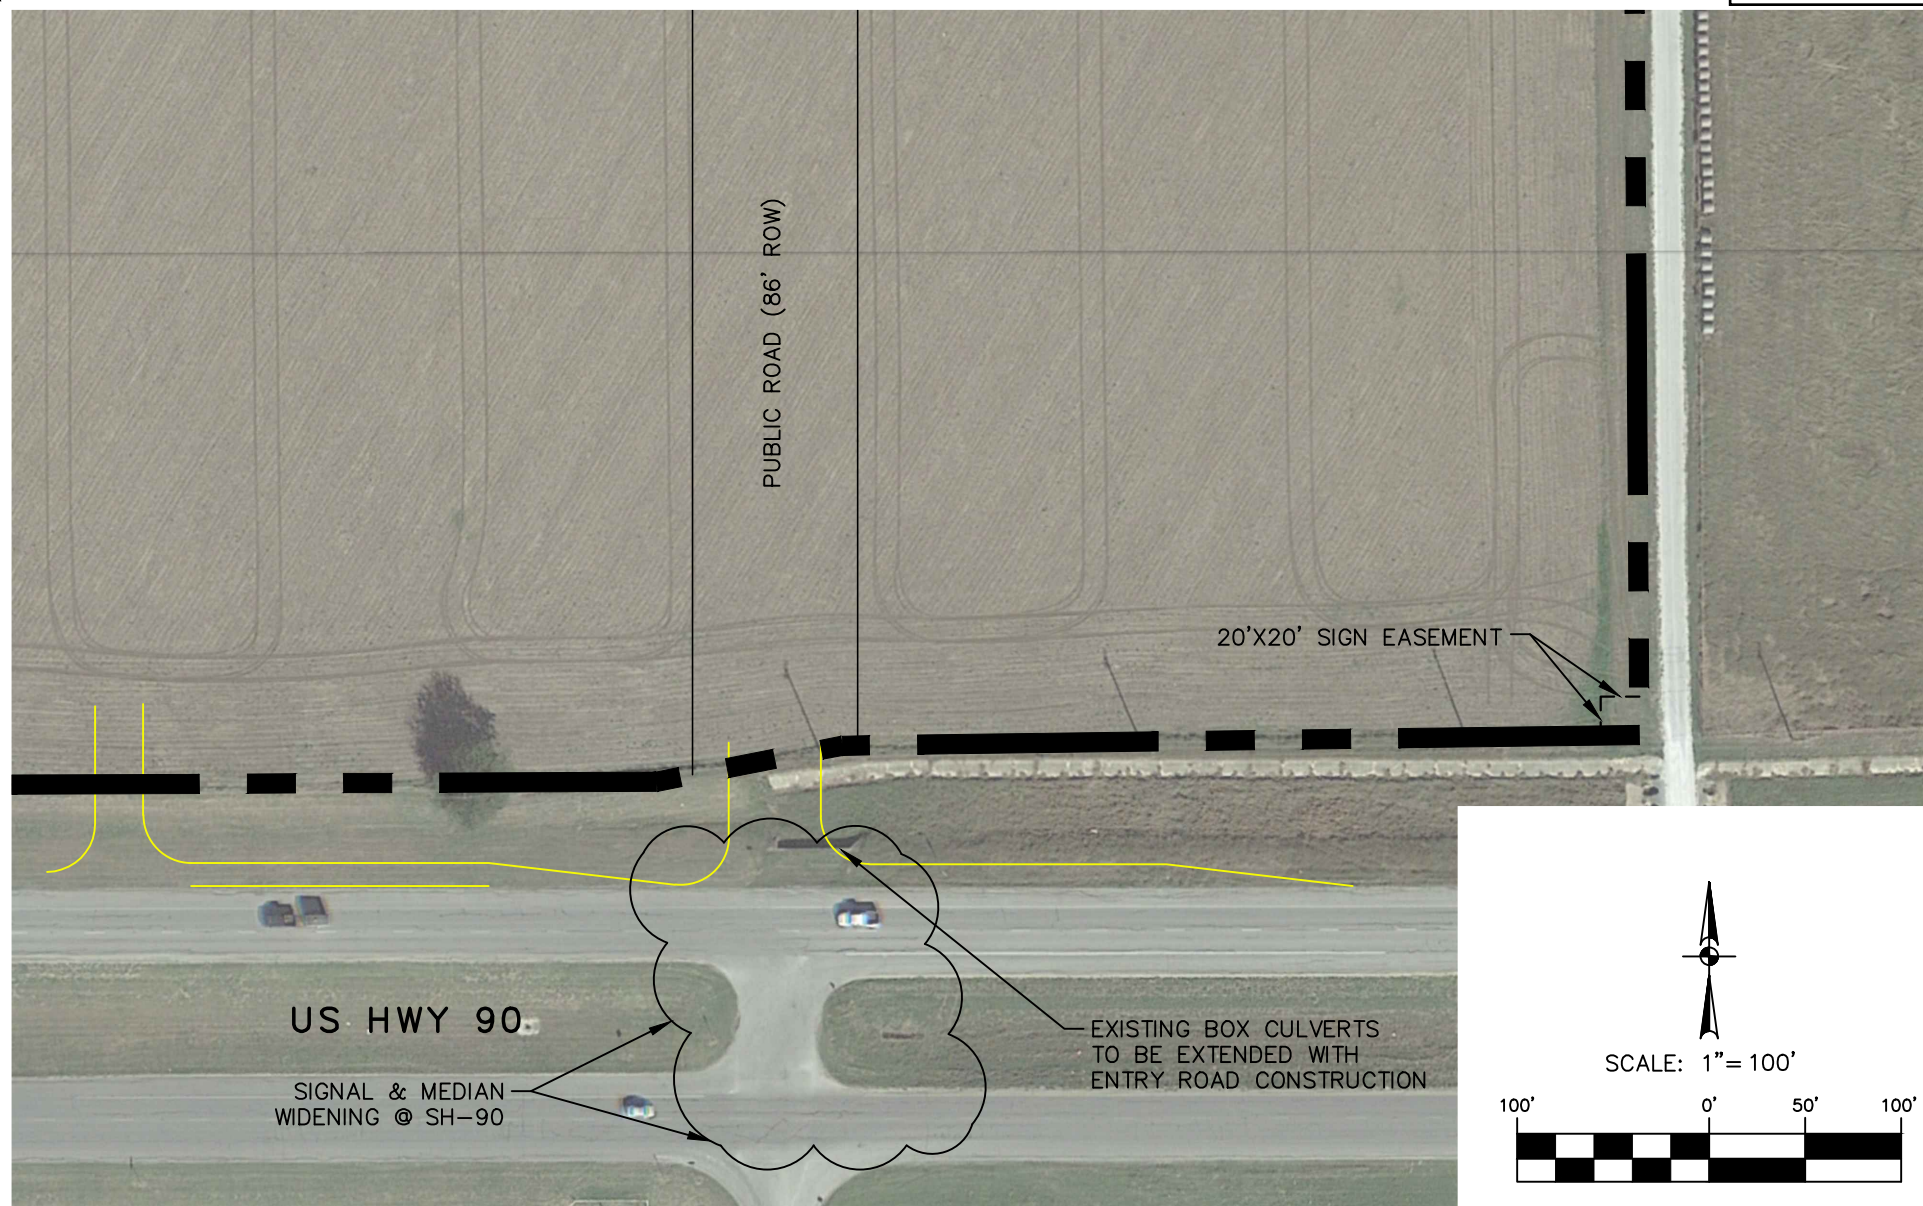 PUBLIC ROAD (86' ROW)
20'X20' SIGN EASEMENT
US HWY 90
SIGNAL & MEDIAN
WIDENING @ SH-90
EXISTING BOX CULVERTS
TO BE EXTENDED WITH
ENTRY ROAD CONSTRUCTION
SCALE: 1"=100'
100' 0' 50' 100'